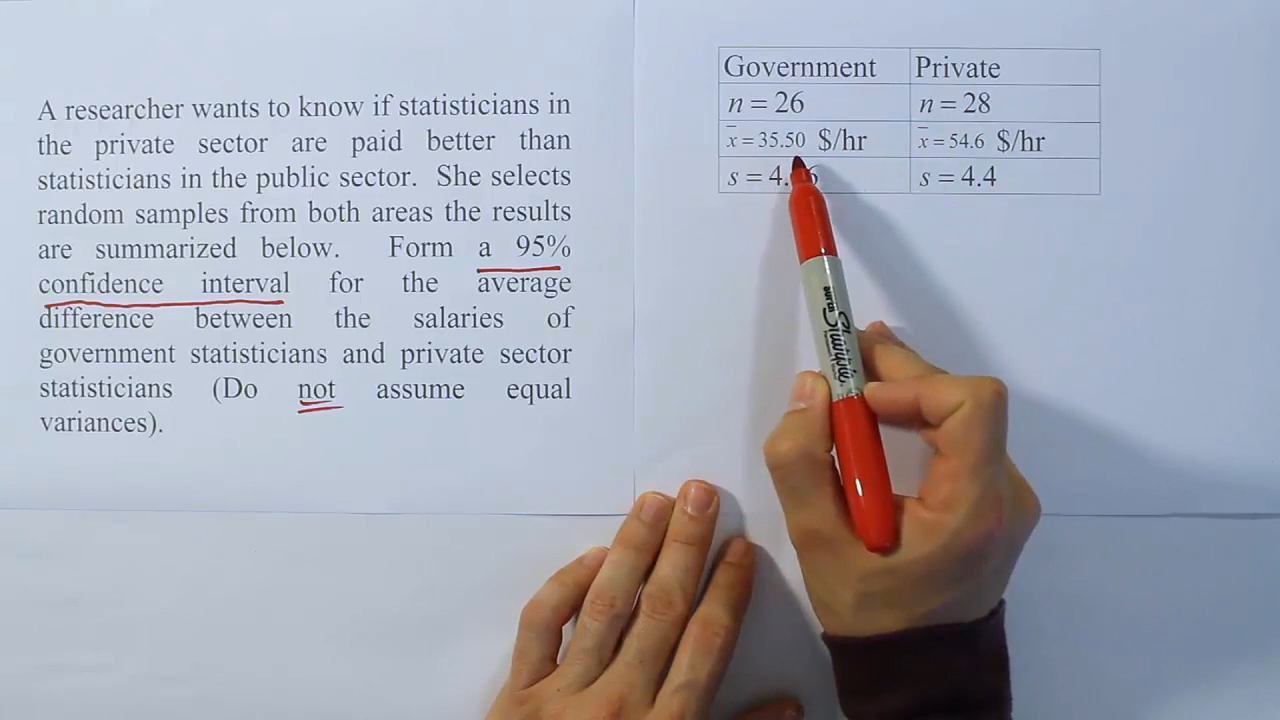 A researcher wants to know if statisticians in
the private sector are paid better than
statisticians in the public sector. She selects
random samples from both areas the results
are summarized below. Form a 95%
confidence interval for the average
difference between the salaries of
government statisticians and private sector
statisticians (Do not assume equal
variances).
Government Private
n = 26 n = 28
x̄ = 35.50 $/hr x̄ = 54.6 $/hr
s = s = 4.4
Sharpie